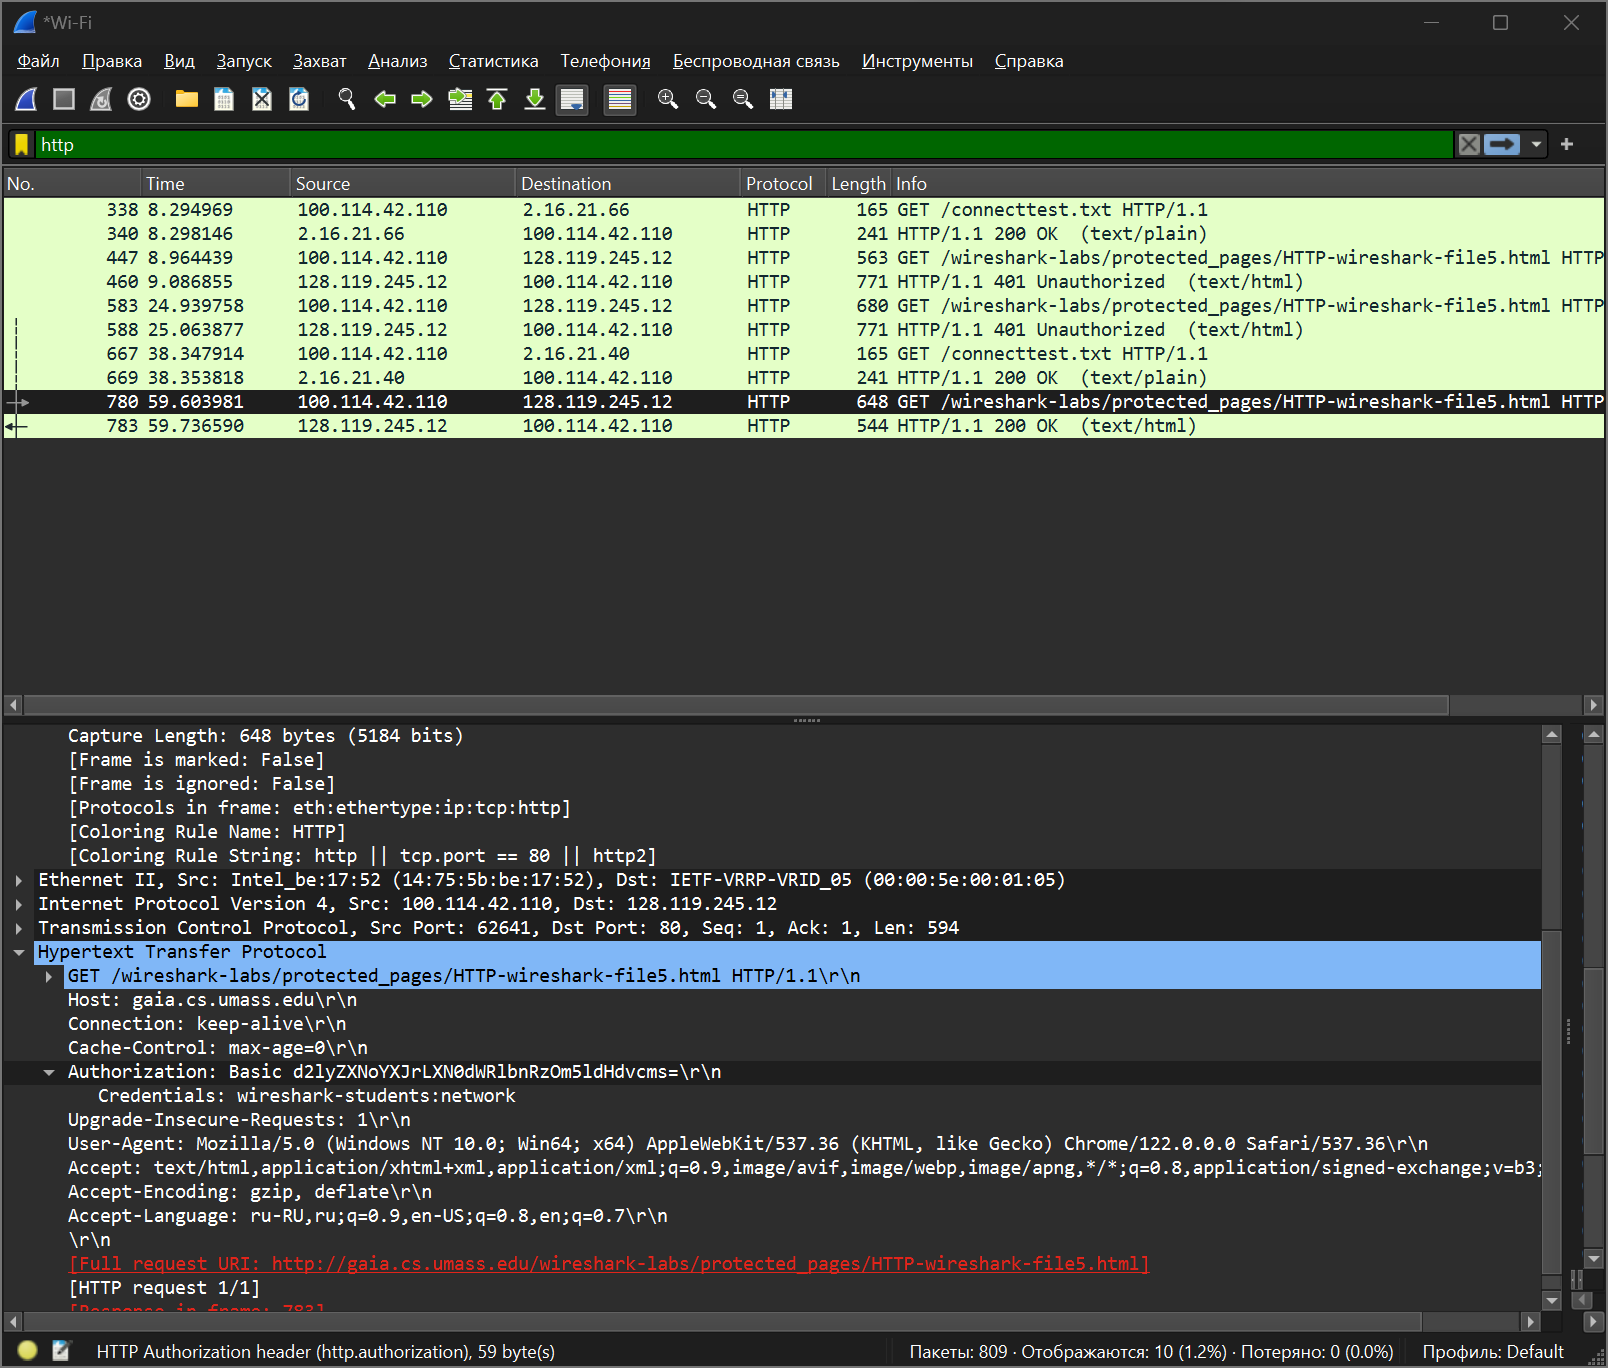 *Wi-Fi
Файл Правка Вид Запуск Захват Анализ Статистика Телефония Беспроводная связь Инструменты Справка
http
No. Time Source Destination Protocol Length Info
338 8.294969 100.114.42.110 2.16.21.66 HTTP 165 GET /connecttest.txt HTTP/1.1
340 8.298146 2.16.21.66 100.114.42.110 HTTP 241 HTTP/1.1 200 OK (text/plain)
447 8.964439 100.114.42.110 128.119.245.12 HTTP 563 GET /wireshark-labs/protected_pages/HTTP-wireshark-file5.html HTTP
460 9.086855 128.119.245.12 100.114.42.110 HTTP 771 HTTP/1.1 401 Unauthorized (text/html)
583 24.939758 100.114.42.110 128.119.245.12 HTTP 680 GET /wireshark-labs/protected_pages/HTTP-wireshark-file5.html HTTP
588 25.063877 128.119.245.12 100.114.42.110 HTTP 771 HTTP/1.1 401 Unauthorized (text/html)
667 38.347914 100.114.42.110 2.16.21.40 HTTP 165 GET /connecttest.txt HTTP/1.1
669 38.353818 2.16.21.40 100.114.42.110 HTTP 241 HTTP/1.1 200 OK (text/plain)
780 59.603981 100.114.42.110 128.119.245.12 HTTP 648 GET /wireshark-labs/protected_pages/HTTP-wireshark-file5.html HTTP
783 59.736590 128.119.245.12 100.114.42.110 HTTP 544 HTTP/1.1 200 OK (text/html)
Capture Length: 648 bytes (5184 bits)
[Frame is marked: False]
[Frame is ignored: False]
[Protocols in frame: eth:ethertype:ip:tcp:http]
[Coloring Rule Name: HTTP]
[Coloring Rule String: http || tcp.port == 80 || http2]
Ethernet II, Src: Intel_be:17:52 (14:75:5b:be:17:52), Dst: IETF-VRRP-VRID_05 (00:00:5e:00:01:05)
Internet Protocol Version 4, Src: 100.114.42.110, Dst: 128.119.245.12
Transmission Control Protocol, Src Port: 62641, Dst Port: 80, Seq: 1, Ack: 1, Len: 594
Hypertext Transfer Protocol
GET /wireshark-labs/protected_pages/HTTP-wireshark-file5.html HTTP/1.1\r\n
Host: gaia.cs.umass.edu\r\n
Connection: keep-alive\r\n
Cache-Control: max-age=0\r\n
Authorization: Basic d2lyZXNoYXJrLXN0dWRlbnRzOm5ldHdvcms=\r\n
Credentials: wireshark-students:network
Upgrade-Insecure-Requests: 1\r\n
User-Agent: Mozilla/5.0 (Windows NT 10.0; Win64; x64) AppleWebKit/537.36 (KHTML, like Gecko) Chrome/122.0.0.0 Safari/537.36\r\n
Accept: text/html,application/xhtml+xml,application/xml;q=0.9,image/avif,image/webp,image/apng,*/*;q=0.8,application/signed-exchange;v=b3;
Accept-Encoding: gzip, deflate\r\n
Accept-Language: ru-RU,ru;q=0.9,en-US;q=0.8,en;q=0.7\r\n
\r\n
[Full request URI: http://gaia.cs.umass.edu/wireshark-labs/protected_pages/HTTP-wireshark-file5.html]
[HTTP request 1/1]
[Response in frame: 783]
HTTP Authorization header (http.authorization), 59 byte(s) Пакеты: 809 · Отображаются: 10 (1.2%) · Потеряно: 0 (0.0%) Профиль: Default